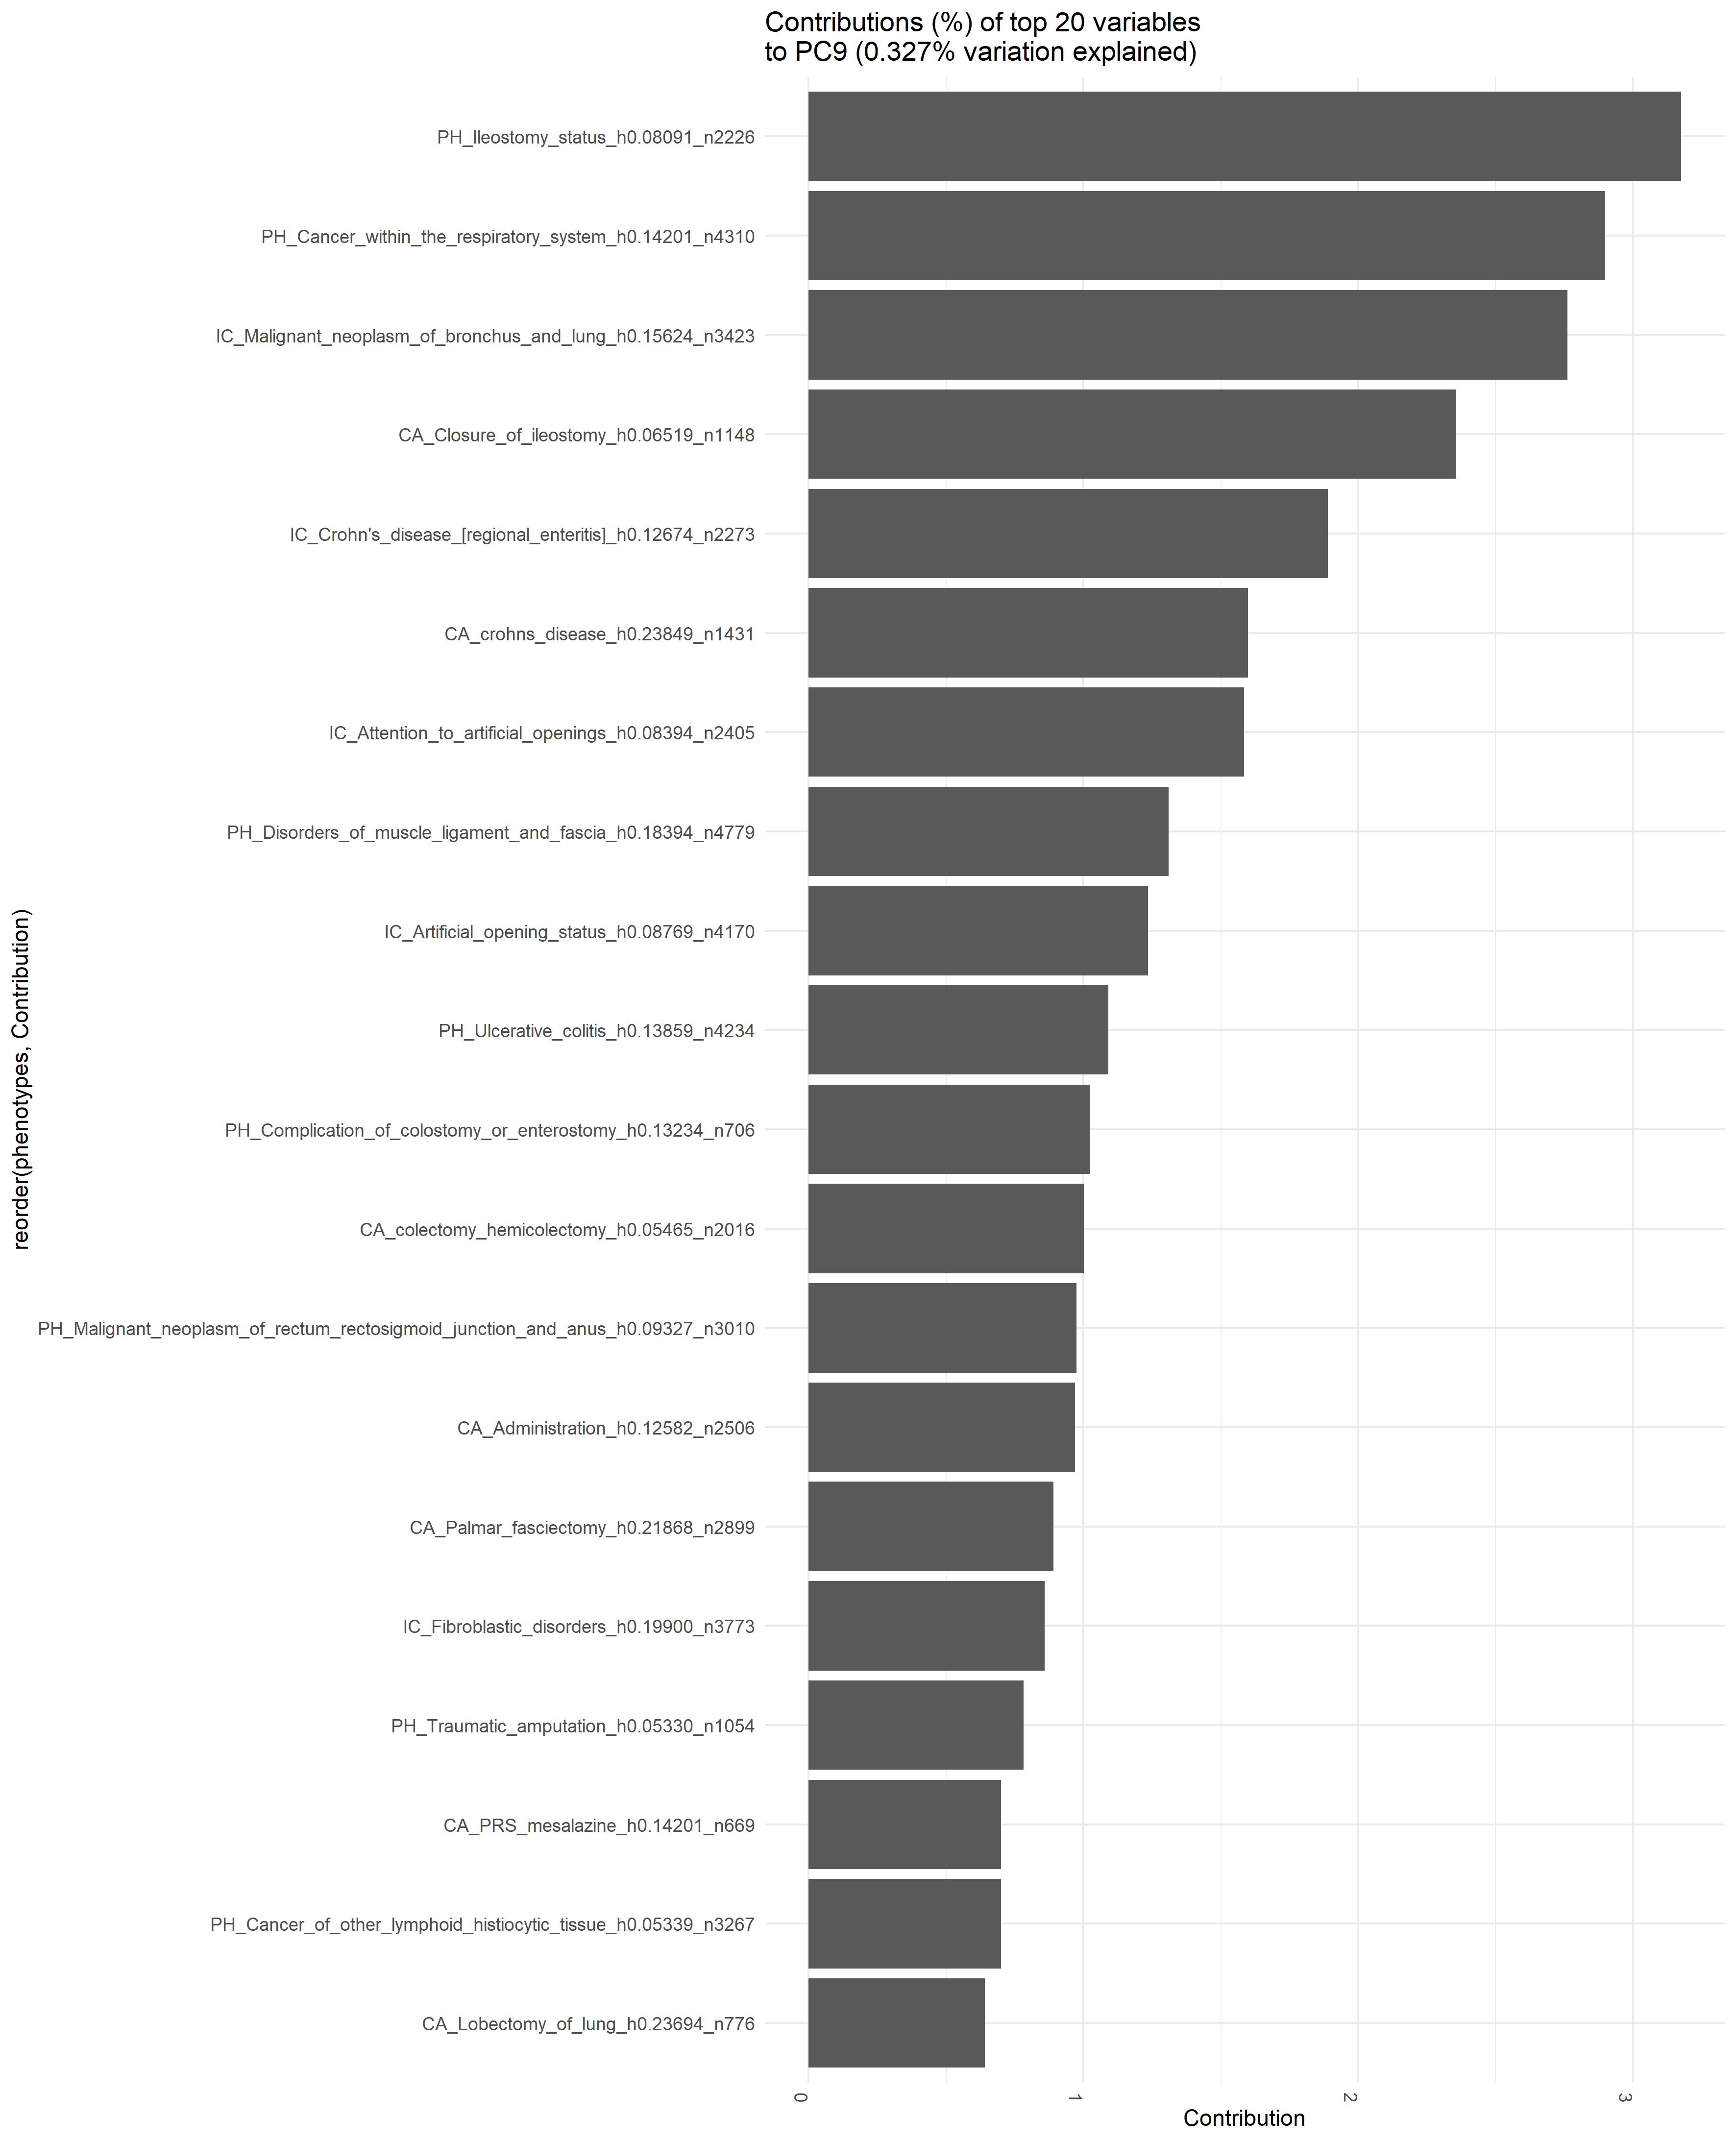 Contributions (%) of top 20 variables
to PC9 (0.327% variation explained)
PH_Ileostomy_status_h0.08091_n2226
PH_Cancer_within_the_respiratory_system_h0.14201_n4310
IC_Malignant_neoplasm_of_bronchus_and_lung_h0.15624_n3423
CA_Closure_of_ileostomy_h0.06519_n1148
IC_Crohn's_disease_[regional_enteritis]_h0.12674_n2273
CA_crohns_disease_h0.23849_n1431
IC_Attention_to_artificial_openings_h0.08394_n2405
PH_Disorders_of_muscle_ligament_and_fascia_h0.18394_n4779
IC_Artificial_opening_status_h0.08769_n4170
PH_Ulcerative_colitis_h0.13859_n4234
PH_Complication_of_colostomy_or_enterostomy_h0.13234_n706
CA_colectomy_hemicolectomy_h0.05465_n2016
PH_Malignant_neoplasm_of_rectum_rectosigmoid_junction_and_anus_h0.09327_n3010
CA_Administration_h0.12582_n2506
CA_Palmar_fasciectomy_h0.21868_n2899
IC_Fibroblastic_disorders_h0.19900_n3773
PH_Traumatic_amputation_h0.05330_n1054
CA_PRS_mesalazine_h0.14201_n669
PH_Cancer_of_other_lymphoid_histiocytic_tissue_h0.05339_n3267
CA_Lobectomy_of_lung_h0.23694_n776
reorder(phenotypes, Contribution)
0
1
2
3
Contribution